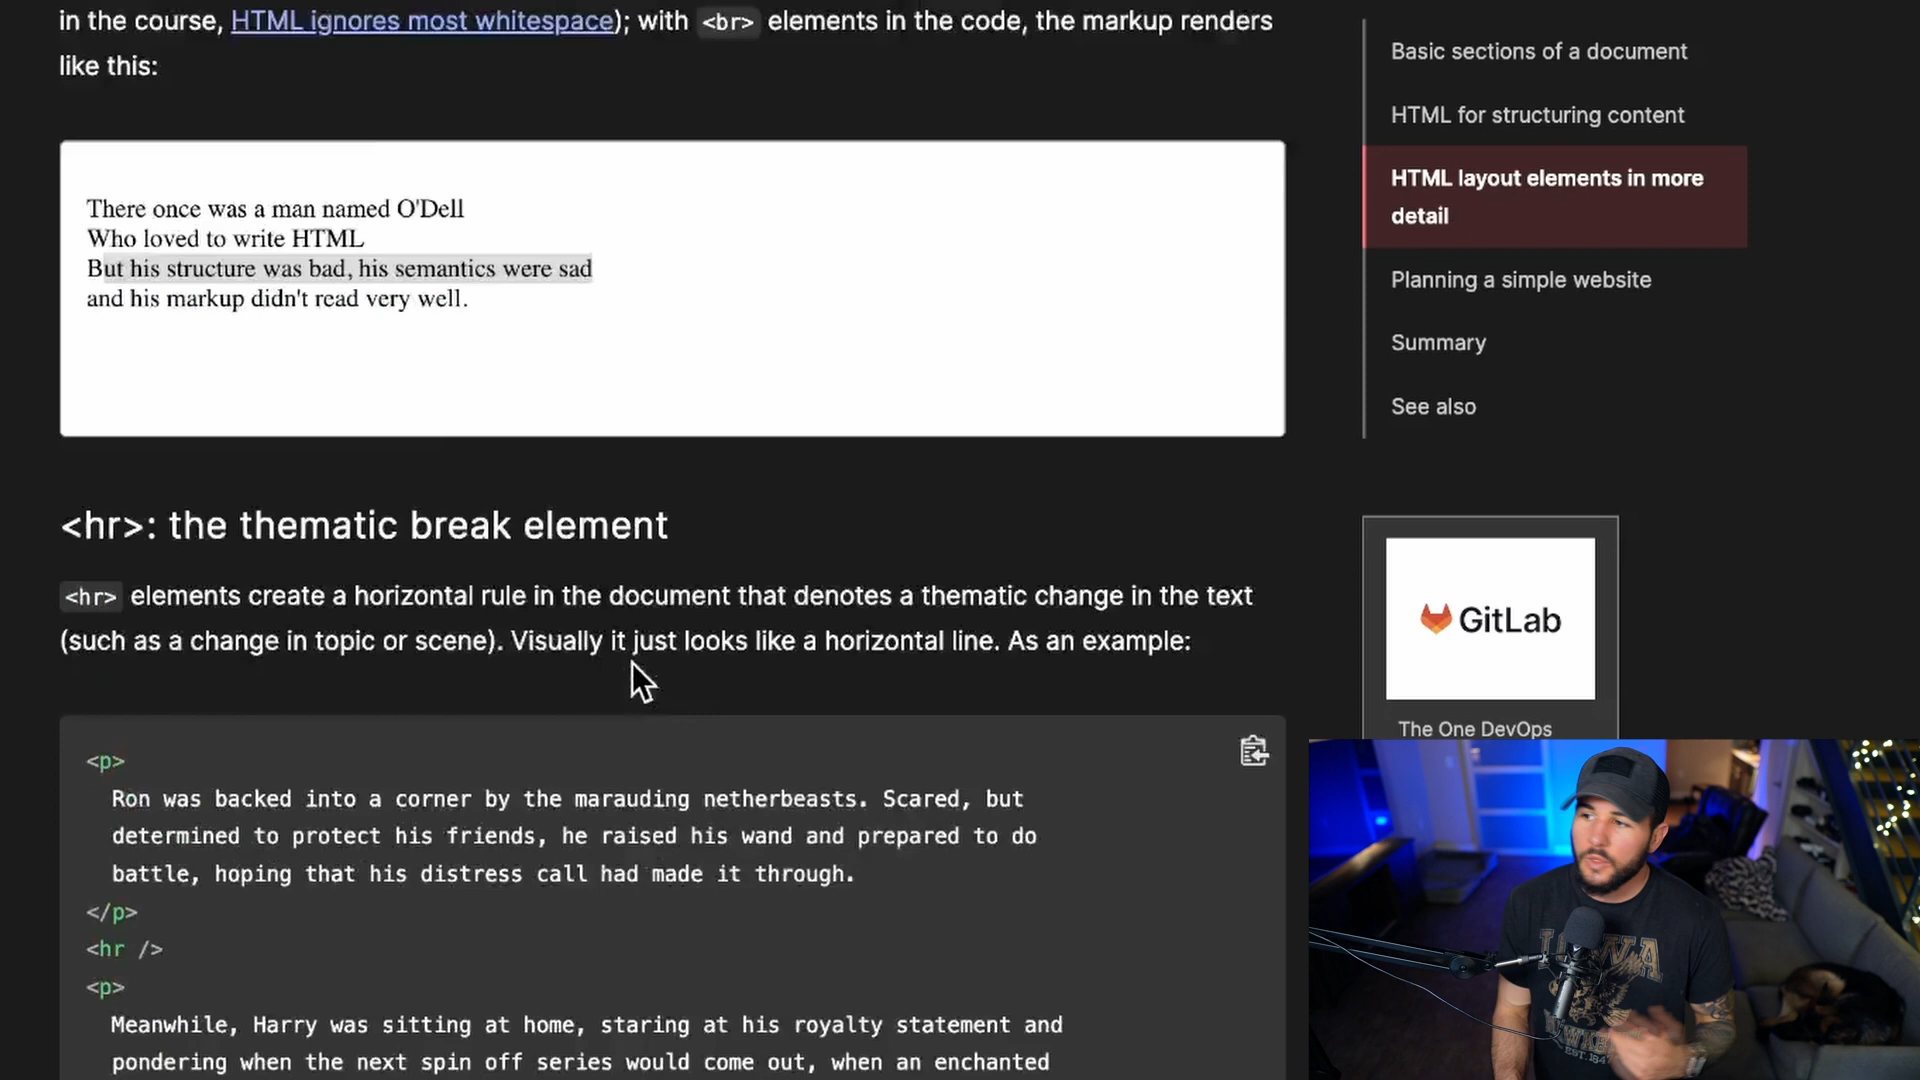 in the course, HTML ignores most whitespace); with <br> elements in the code, the markup renders
like this:
There once was a man named O'Dell
Who loved to write HTML
But his structure was bad, his semantics were sad
and his markup didn't read very well.
<hr>: the thematic break element
<hr> elements create a horizontal rule in the document that denotes a thematic change in the text
(such as a change in topic or scene). Visually it just looks like a horizontal line. As an example:
<p>
Ron was backed into a corner by the marauding netherbeasts. Scared, but
determined to protect his friends, he raised his wand and prepared to do
battle, hoping that his distress call had made it through.
</p>
<hr />
<p>
Meanwhile, Harry was sitting at home, staring at his royalty statement and
pondering when the next spin off series would come out, when an enchanted
Basic sections of a document
HTML for structuring content
HTML layout elements in more
detail
Planning a simple website
Summary
See also
GitLab
The One DevOps